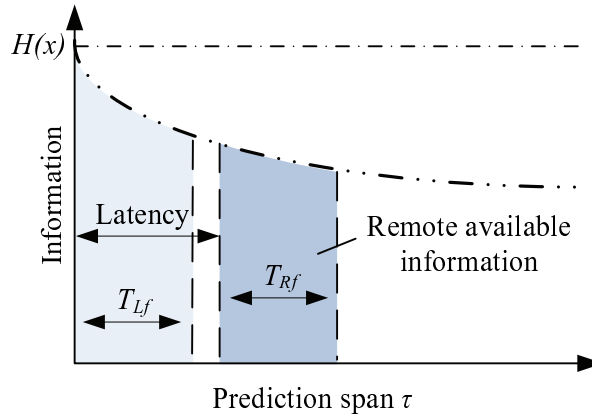 H(x)
Information
Latency
Remote available
information
T_Rf
T_Lf
Prediction span τ